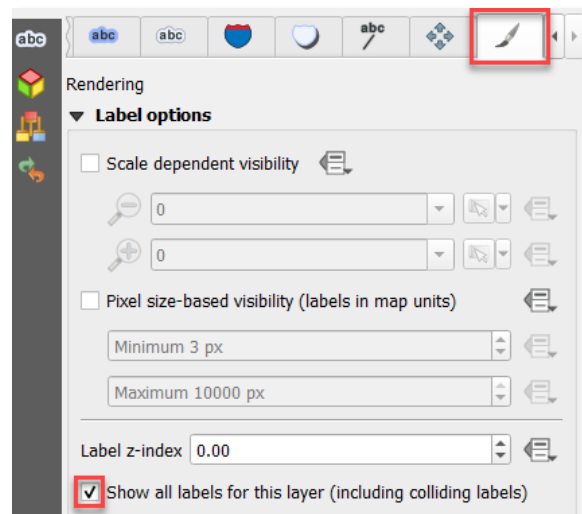 abc abc abc abc
Rendering
Label options
Scale dependent visibility
0
0
Pixel size-based visibility (labels in map units)
Minimum 3 px
Maximum 10000 px
Label z-index 0.00
Show all labels for this layer (including colliding labels)